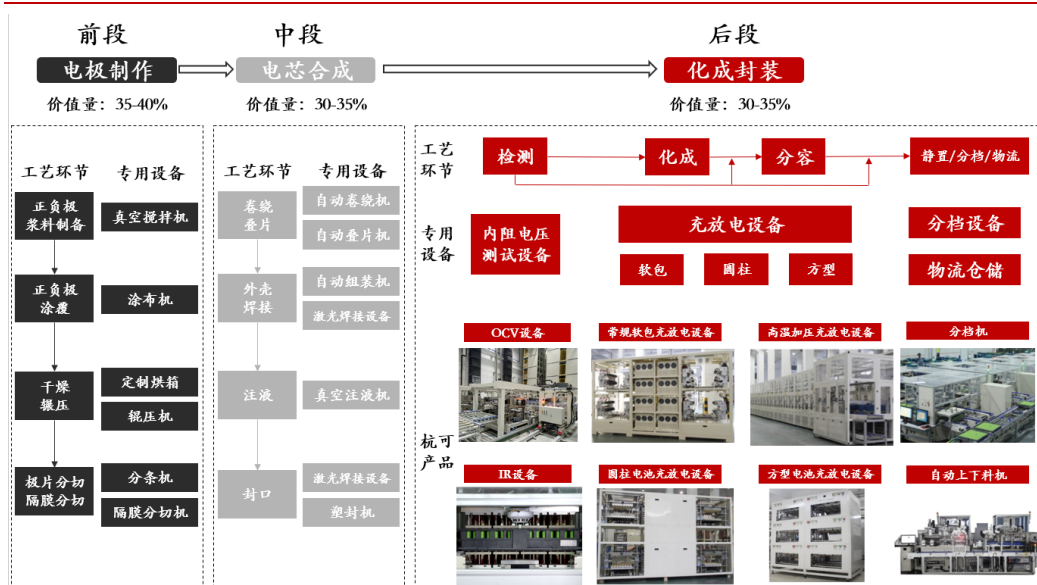 前段
中段
后段
电极制作
电芯合成
化成封装
价值量：35-40%
价值量：30-35%
价值量：30-35%
工艺环节
专用设备
正负极
浆料制备
真空搅拌机
正负极
涂覆
涂布机
干燥
辗压
定制烘箱
辊压机
极片分切
隔膜分切
分条机
隔膜分切机
工艺环节
专用设备
卷绕
叠片
自动卷绕机
自动叠片机
外壳
焊接
自动组装机
激光焊接设备
注液
真空注液机
封口
激光焊接设备
塑封机
工艺
环节
检测
化成
分容
静置/分档/物流
专用
设备
内阻电压
测试设备
充放电设备
软包
圆柱
方型
分档设备
物流仓储
杭可
产品
OCV设备
常规软包充放电设备
高温加压充放电设备
分档机
IR设备
圆柱电池充放电设备
方型电池充放电设备
自动上下料机